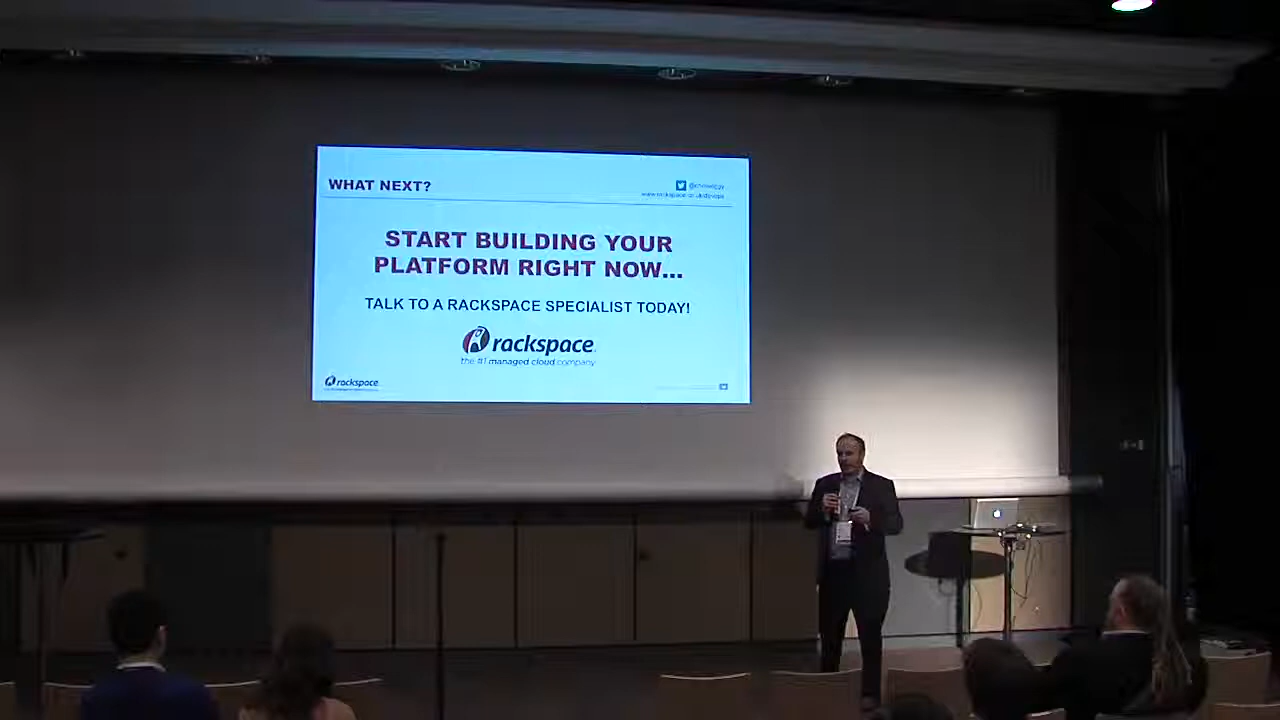 WHAT NEXT?
START BUILDING YOUR
PLATFORM RIGHT NOW...
TALK TO A RACKSPACE SPECIALIST TODAY!
rackspace
the #1 managed cloud company
rackspace